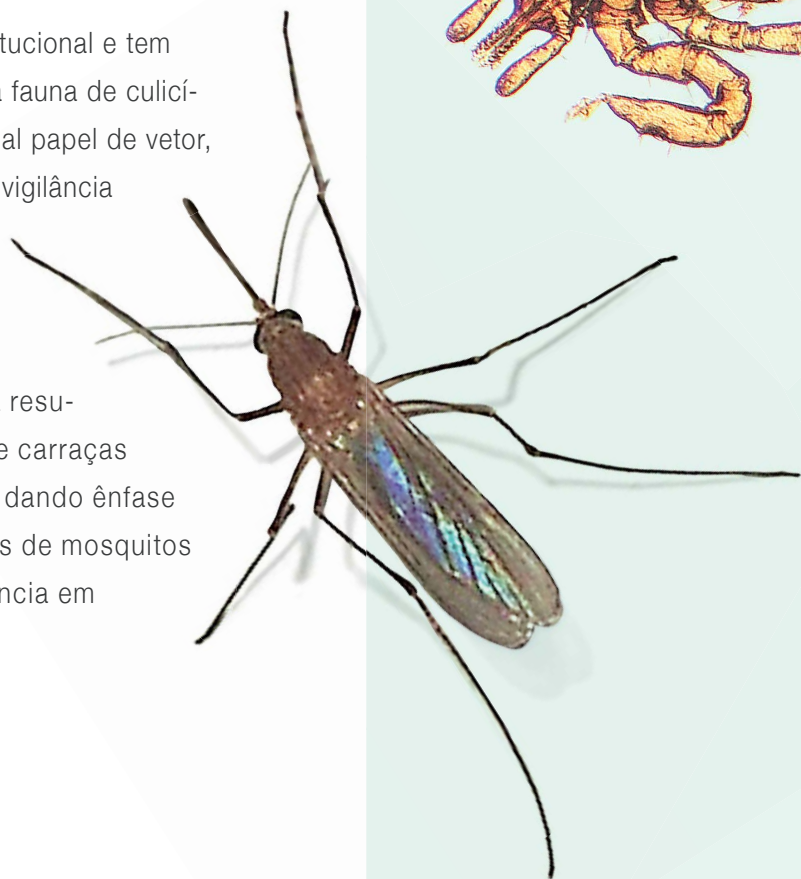 tucional e tem
a fauna de culicí-
al papel de vetor,
vigilância
resu-
e carraças
dando ênfase
s de mosquitos
ncia em